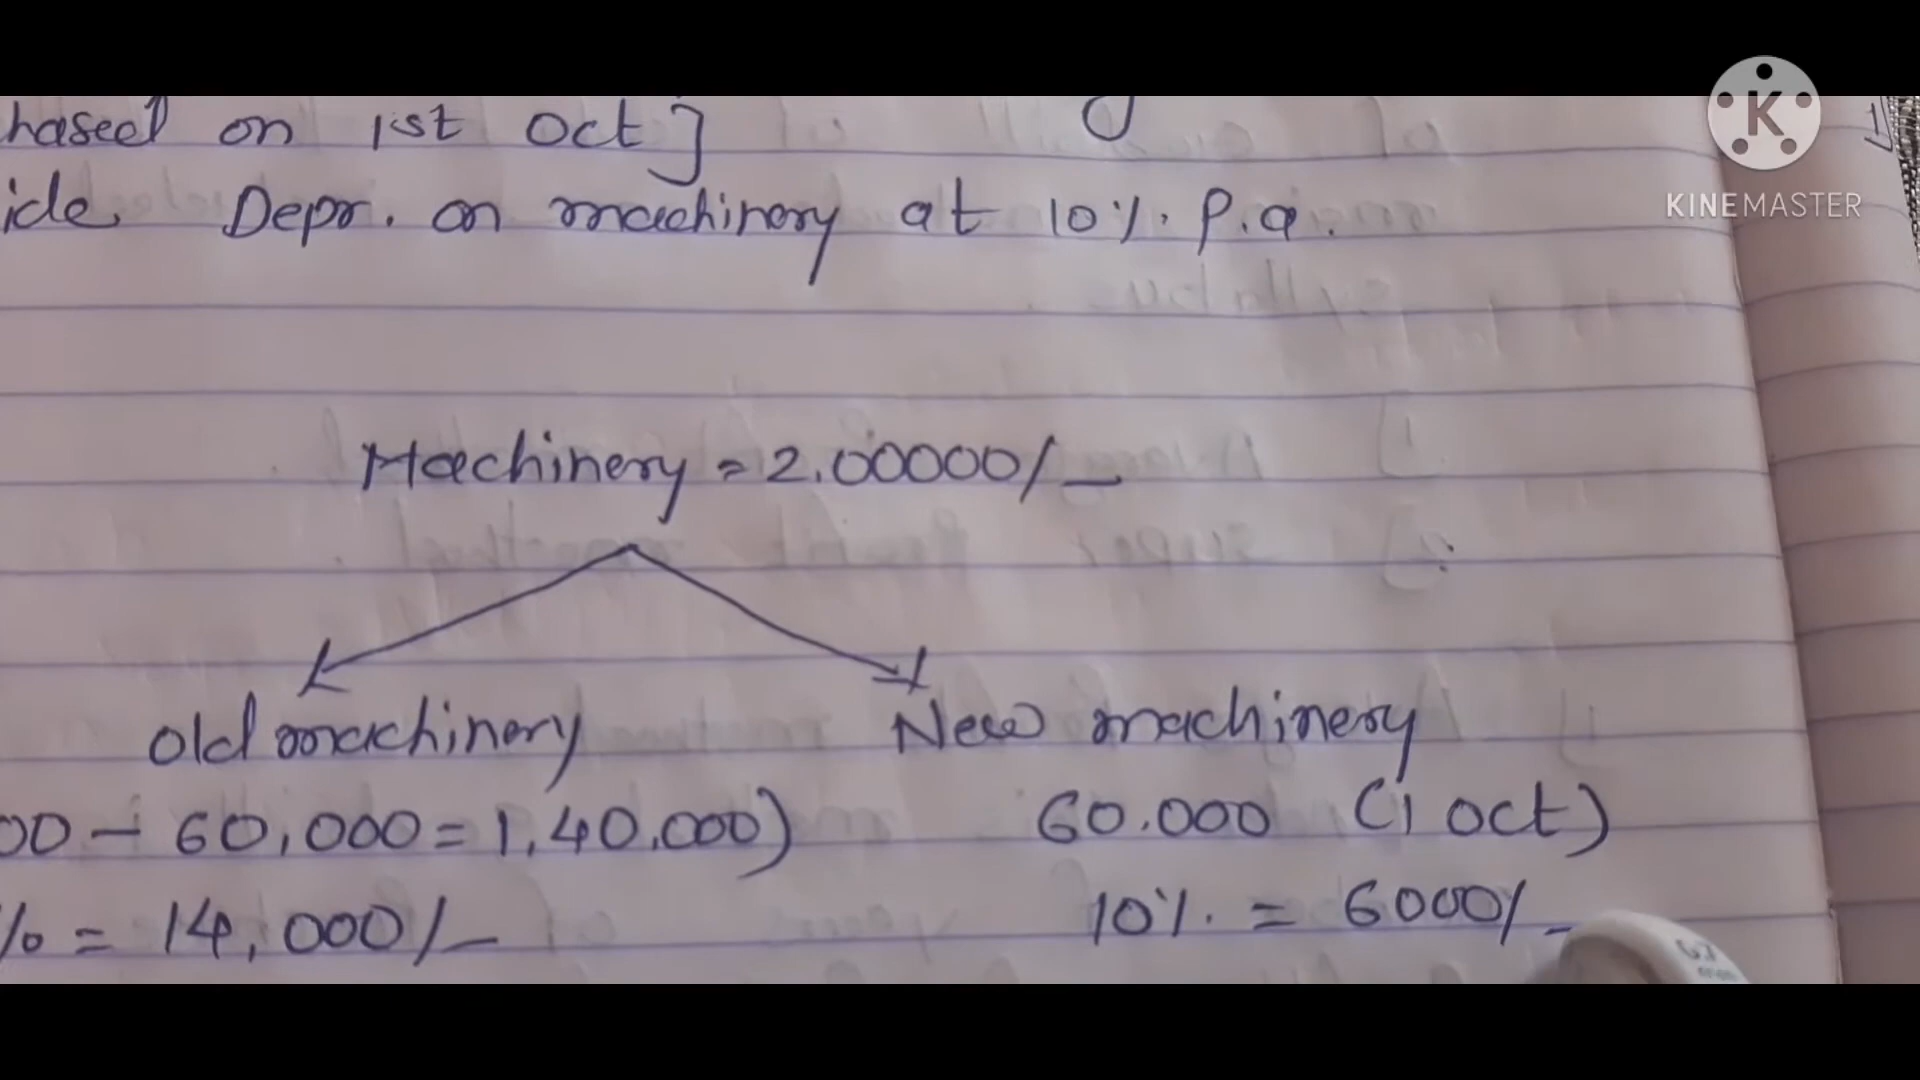 hased on 1st Oct]
ide Depr. on machinery at 10%. P.a.
Machinery = 2.00000/-
Old machinery New machinery
00 - 60,000 = 1,40,000) 60.000 (1 oct)
% = 14,000/- 10%. = 6000/-
K
KINEMASTER